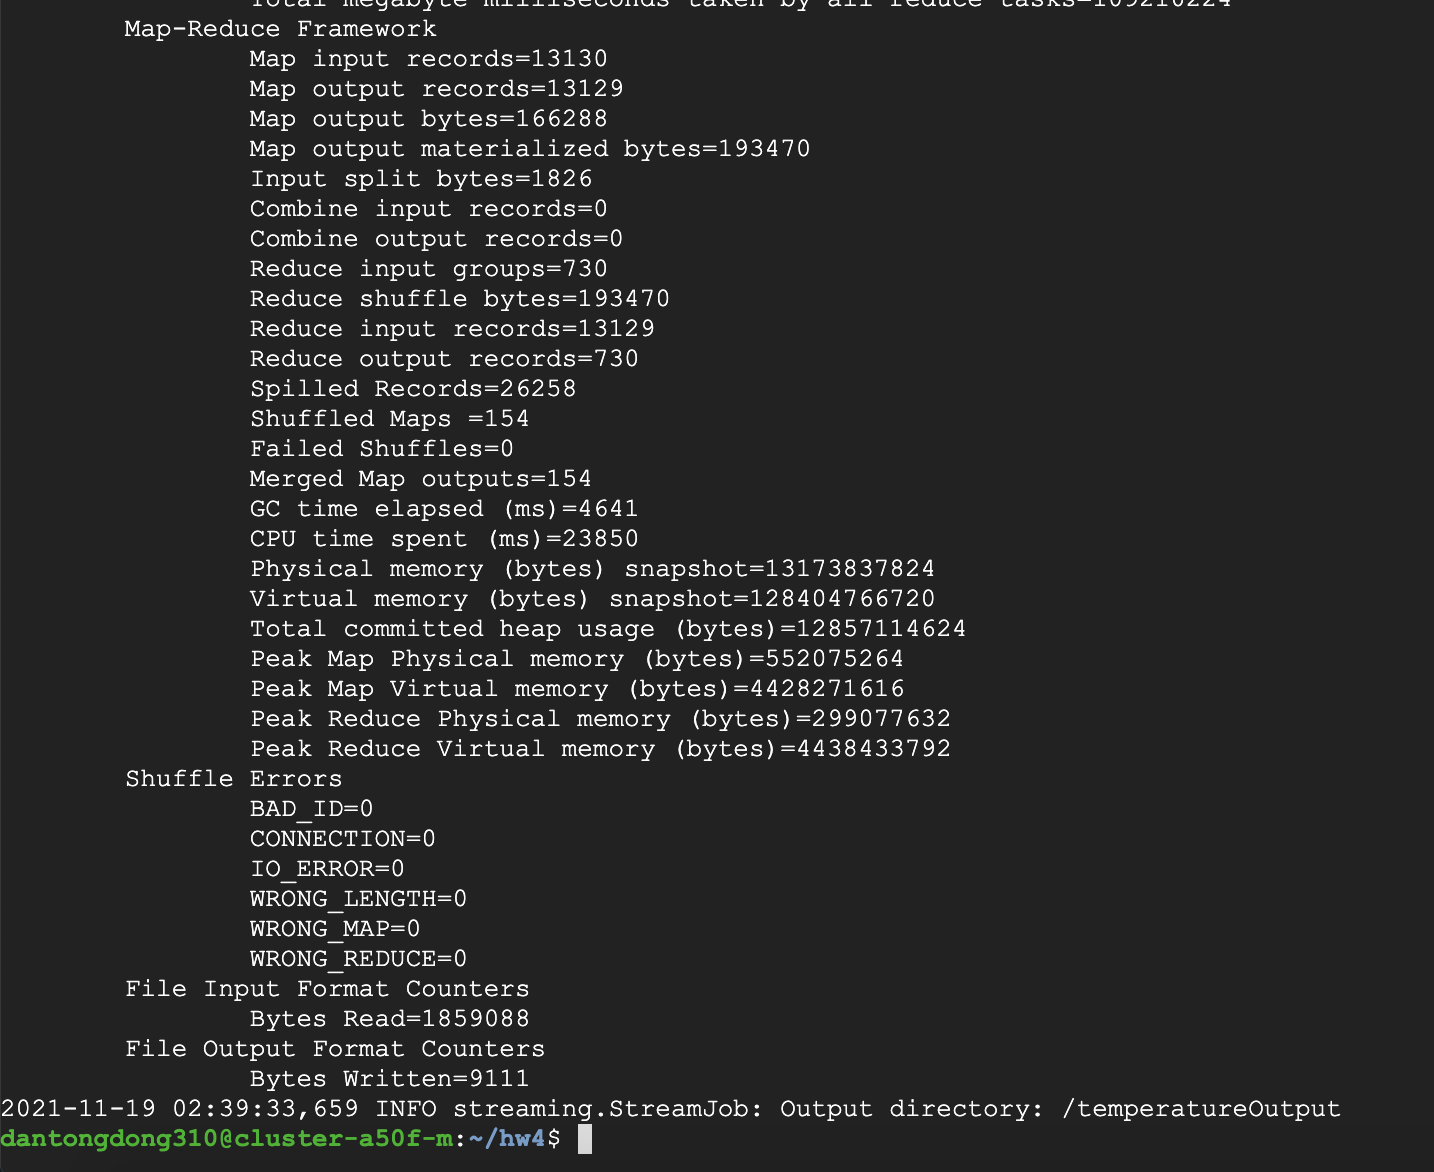 Total megabyte-milliseconds taken by all reduce tasks=109210224
Map-Reduce Framework
Map input records=13130
Map output records=13129
Map output bytes=166288
Map output materialized bytes=193470
Input split bytes=1826
Combine input records=0
Combine output records=0
Reduce input groups=730
Reduce shuffle bytes=193470
Reduce input records=13129
Reduce output records=730
Spilled Records=26258
Shuffled Maps =154
Failed Shuffles=0
Merged Map outputs=154
GC time elapsed (ms)=4641
CPU time spent (ms)=23850
Physical memory (bytes) snapshot=13173837824
Virtual memory (bytes) snapshot=128404766720
Total committed heap usage (bytes)=12857114624
Peak Map Physical memory (bytes)=552075264
Peak Map Virtual memory (bytes)=4428271616
Peak Reduce Physical memory (bytes)=299077632
Peak Reduce Virtual memory (bytes)=4438433792
Shuffle Errors
BAD_ID=0
CONNECTION=0
IO_ERROR=0
WRONG_LENGTH=0
WRONG_MAP=0
WRONG_REDUCE=0
File Input Format Counters
Bytes Read=1859088
File Output Format Counters
Bytes Written=9111
2021-11-19 02:39:33,659 INFO streaming.StreamJob: Output directory: /temperatureOutput
dantongdong310@cluster-a50f-m:~/hw4$